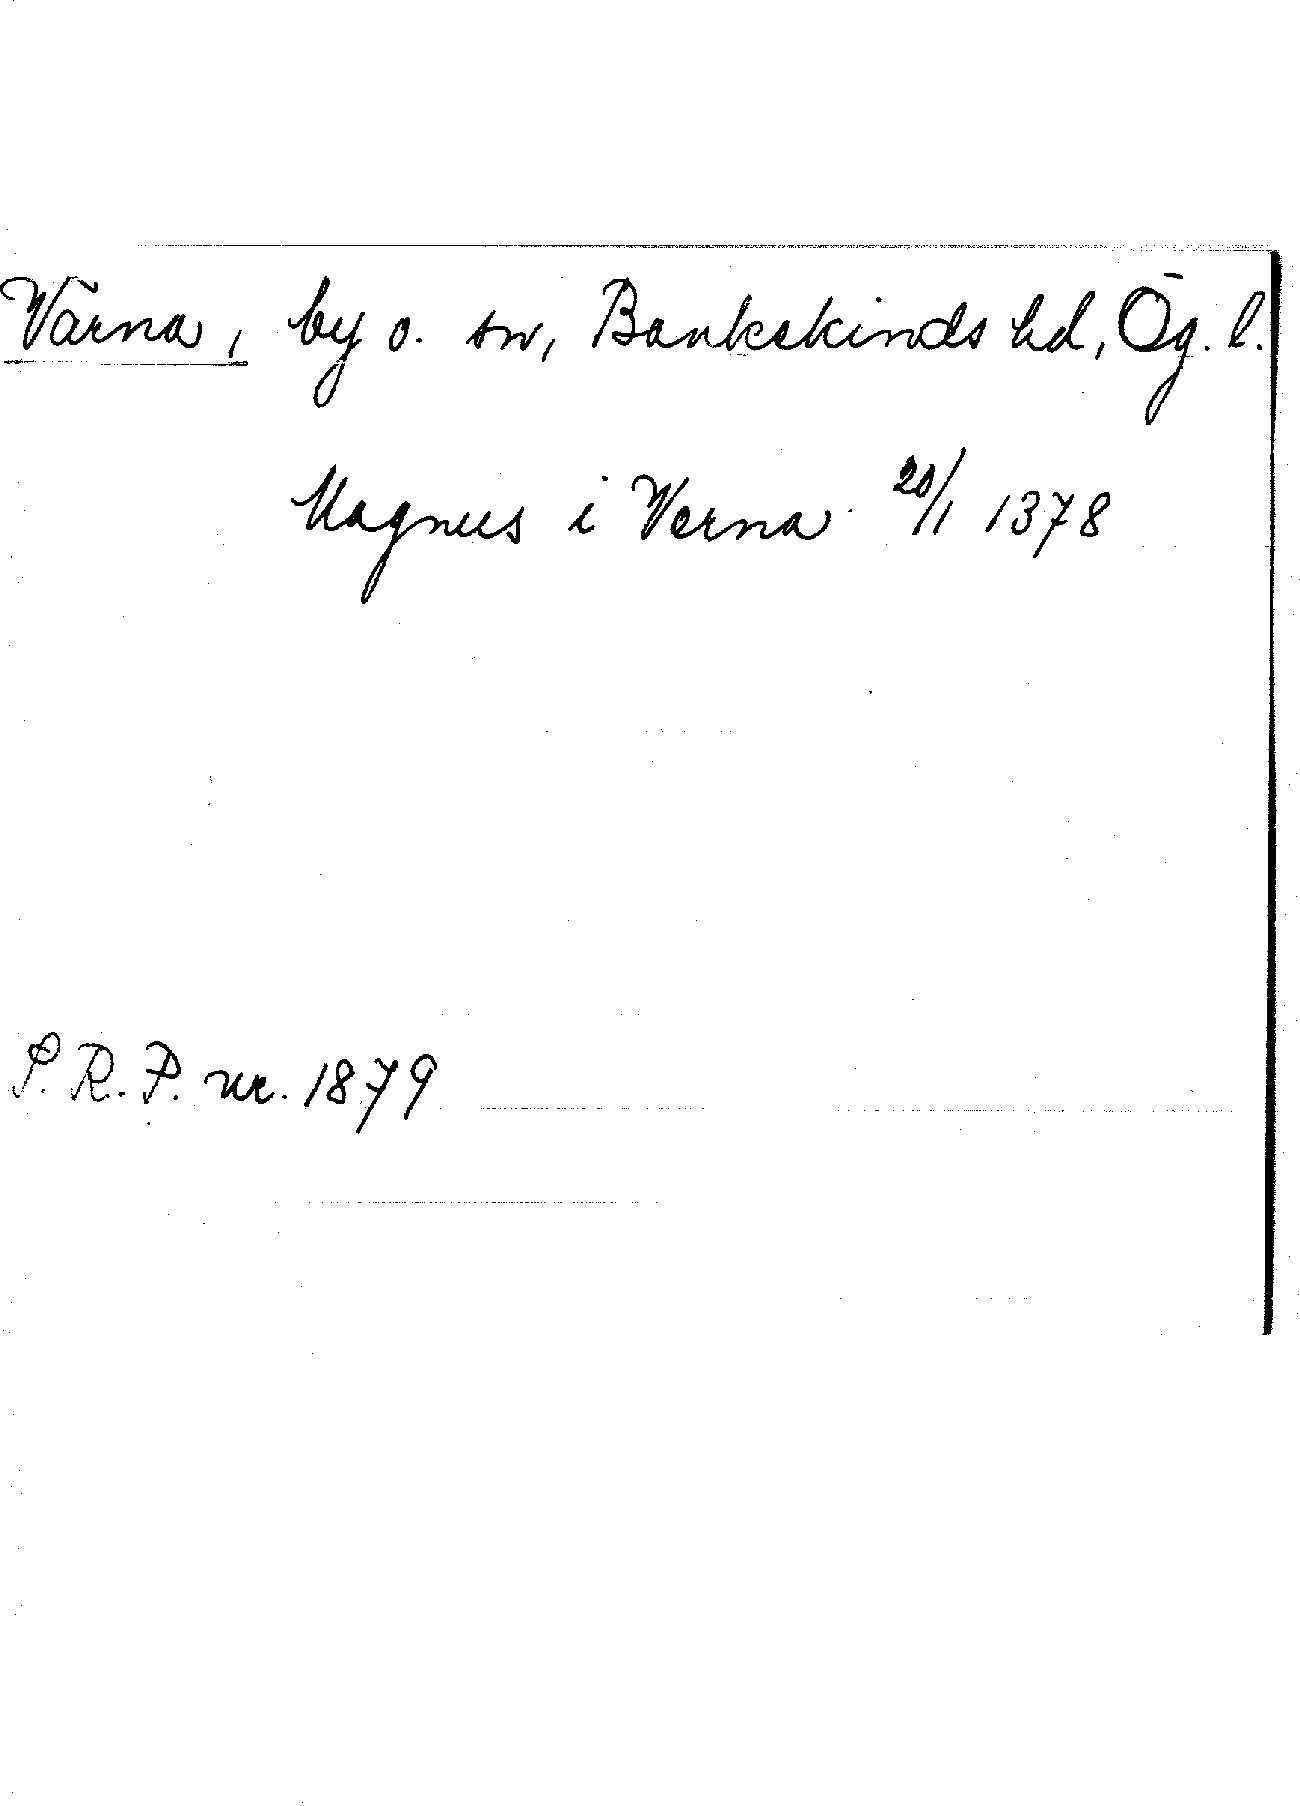 Värna, by o. sn, Bankekinds hd, Ög. l.
Magnus i Verna 20/1 1378
S. R. P. nr. 1879